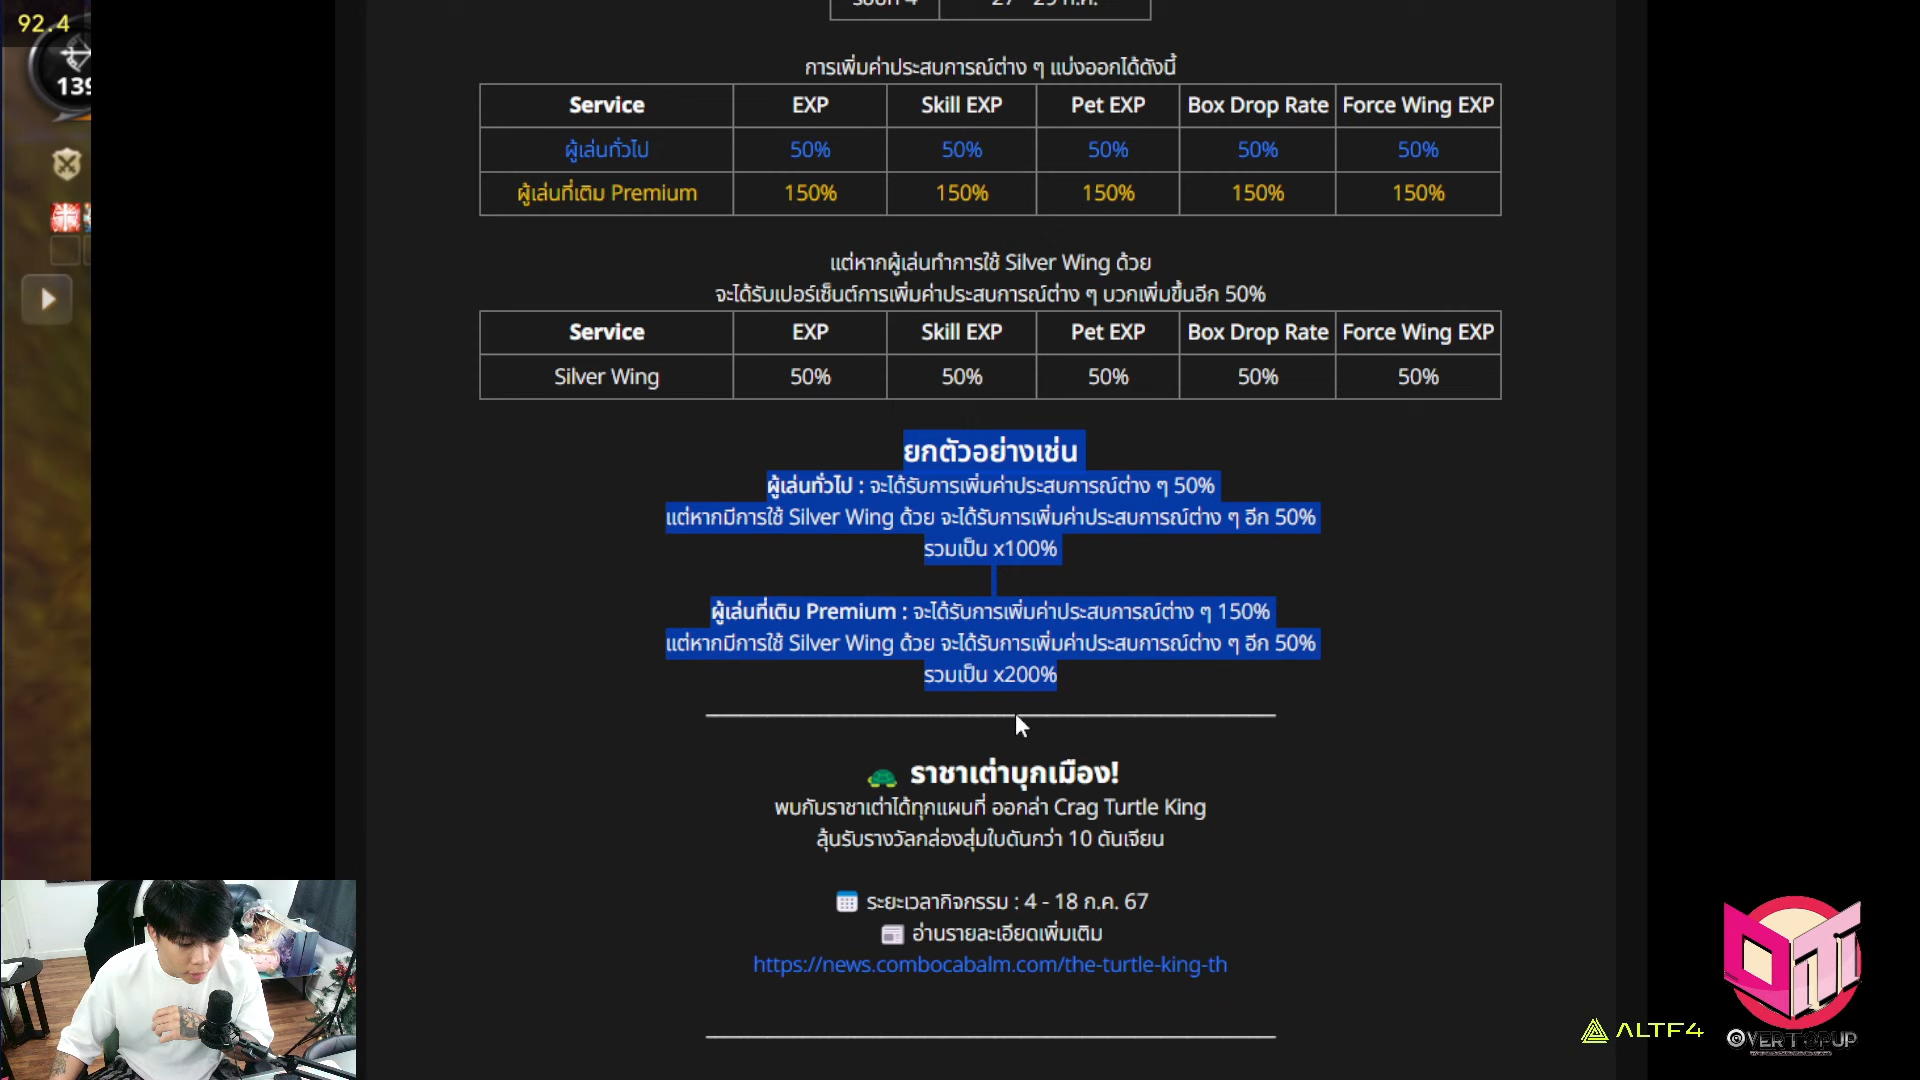 92.4
139
27 - 29 ก.ค.
การเพิ่มค่าประสบการณ์ต่าง ๆ แบ่งออกได้ดังนี้
Service EXP Skill EXP Pet EXP Box Drop Rate Force Wing EXP
ผู้เล่นทั่วไป 50% 50% 50% 50% 50%
ผู้เล่นที่เติม Premium 150% 150% 150% 150% 150%
แต่หากผู้เล่นทำการใช้ Silver Wing ด้วย
จะได้รับเปอร์เซ็นต์การเพิ่มค่าประสบการณ์ต่าง ๆ บวกเพิ่มขึ้นอีก 50%
Service EXP Skill EXP Pet EXP Box Drop Rate Force Wing EXP
Silver Wing 50% 50% 50% 50% 50%
ยกตัวอย่างเช่น
ผู้เล่นทั่วไป : จะได้รับการเพิ่มค่าประสบการณ์ต่าง ๆ 50%
แต่หากมีการใช้ Silver Wing ด้วย จะได้รับการเพิ่มค่าประสบการณ์ต่าง ๆ อีก 50%
รวมเป็น x100%
ผู้เล่นที่เติม Premium : จะได้รับการเพิ่มค่าประสบการณ์ต่าง ๆ 150%
แต่หากมีการใช้ Silver Wing ด้วย จะได้รับการเพิ่มค่าประสบการณ์ต่าง ๆ อีก 50%
รวมเป็น x200%
ราชาเต่าบุกเมือง!
พบกับราชาเต่าได้ทุกแผนที่ ออกล่า Crag Turtle King
ลุ้นรับรางวัลกล่องสุ่มใบดันกว่า 10 ดันเจียน
ระยะเวลากิจกรรม : 4 - 18 ก.ค. 67
อ่านรายละเอียดเพิ่มเติม
https://news.combocabalm.com/the-turtle-king-th
ALTF4
OVERTOPUP